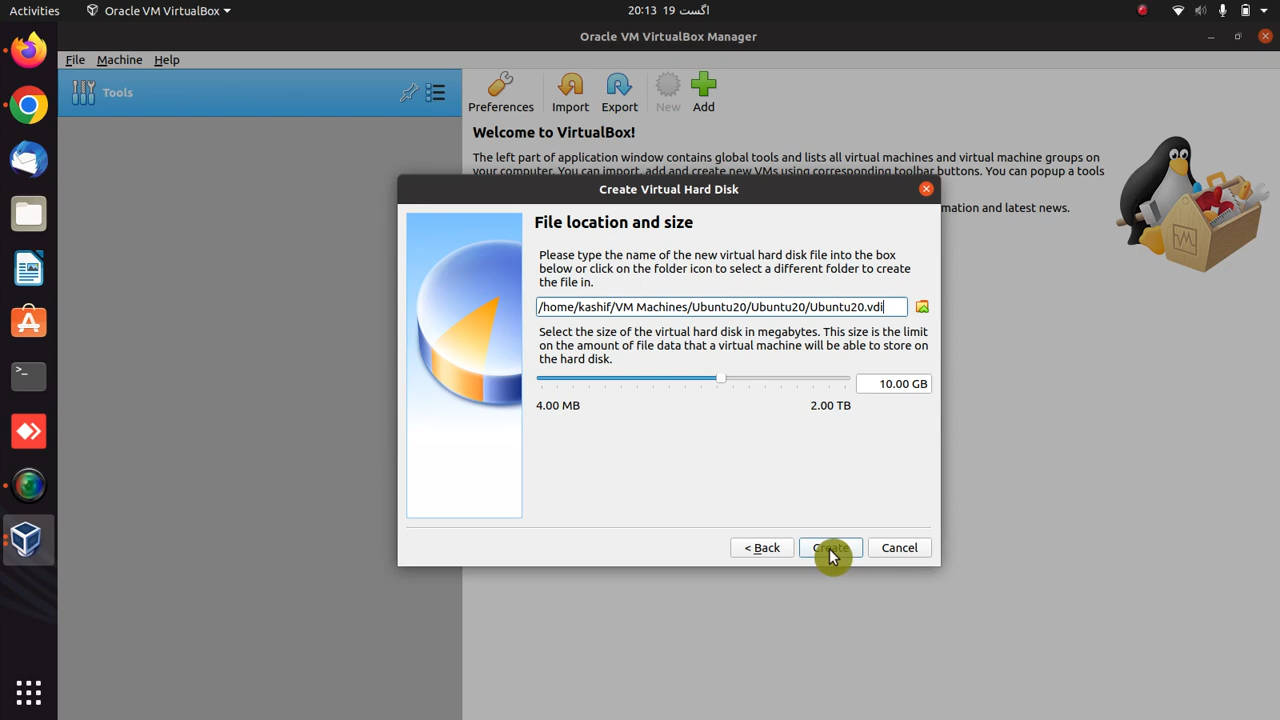 Activities Oracle VM VirtualBox 20:13 19 اگست
Oracle VM VirtualBox Manager
File Machine Help
Tools
Preferences Import Export New Add
Welcome to VirtualBox!
The left part of application window contains global tools and lists all virtual machines and virtual machine groups on
your computer. You can import, add and create new VMs using corresponding toolbar buttons. You can popup a tools
mation and latest news.
Create Virtual Hard Disk
File location and size
Please type the name of the new virtual hard disk file into the box
below or click on the folder icon to select a different folder to create
the file in.
/home/kashif/VM Machines/Ubuntu20/Ubuntu20/Ubuntu20.vdi
Select the size of the virtual hard disk in megabytes. This size is the limit
on the amount of file data that a virtual machine will be able to store on
the hard disk.
10.00 GB
4.00 MB 2.00 TB
< Back Create Cancel